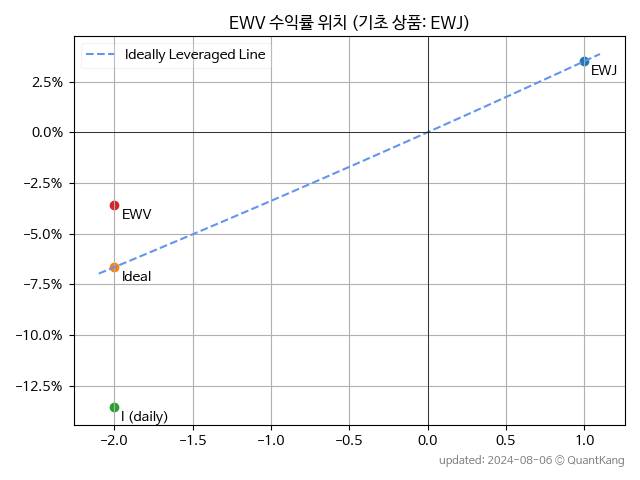 EWV 수익률 위치 (기초 상품: EWJ)
Ideally Leveraged Line
EWJ
EWV
Ideal
I (daily)
2.5%
0.0%
−2.5%
−5.0%
−7.5%
−10.0%
−12.5%
−2.0 −1.5 −1.0 −0.5 0.0 0.5 1.0
updated: 2024-08-06 © QuantKang